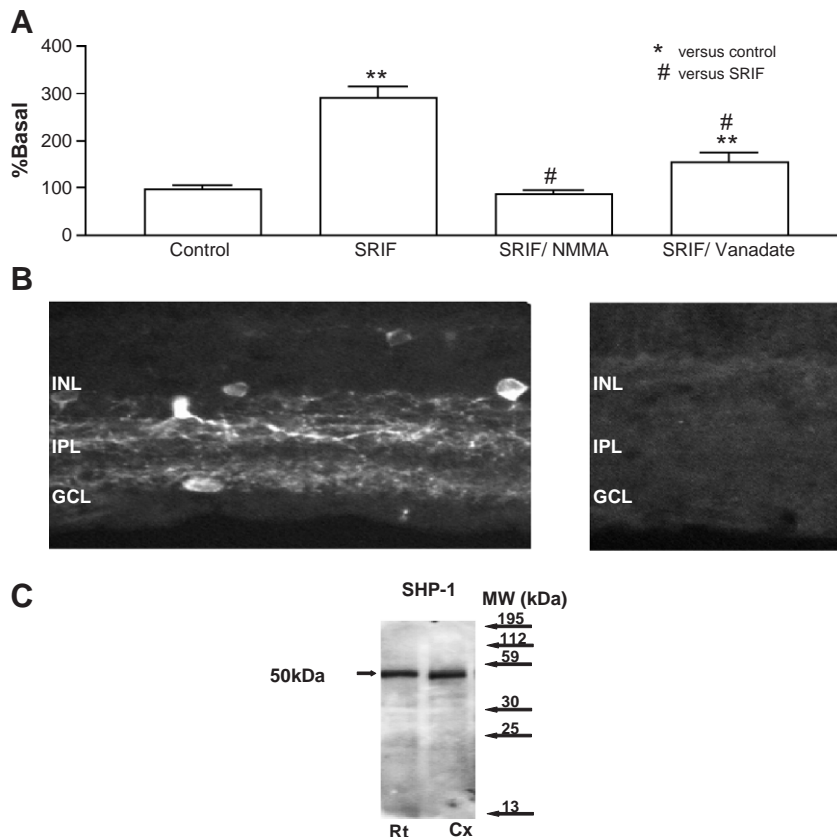 A
400
300
200
100
0
%Basal
**
#
#
**
* versus control
# versus SRIF
Control
SRIF
SRIF/ NMMA
SRIF/ Vanadate
B
INL
IPL
GCL
INL
IPL
GCL
C
SHP-1
MW (kDa)
195
112
59
50kDa
30
25
13
Rt
Cx